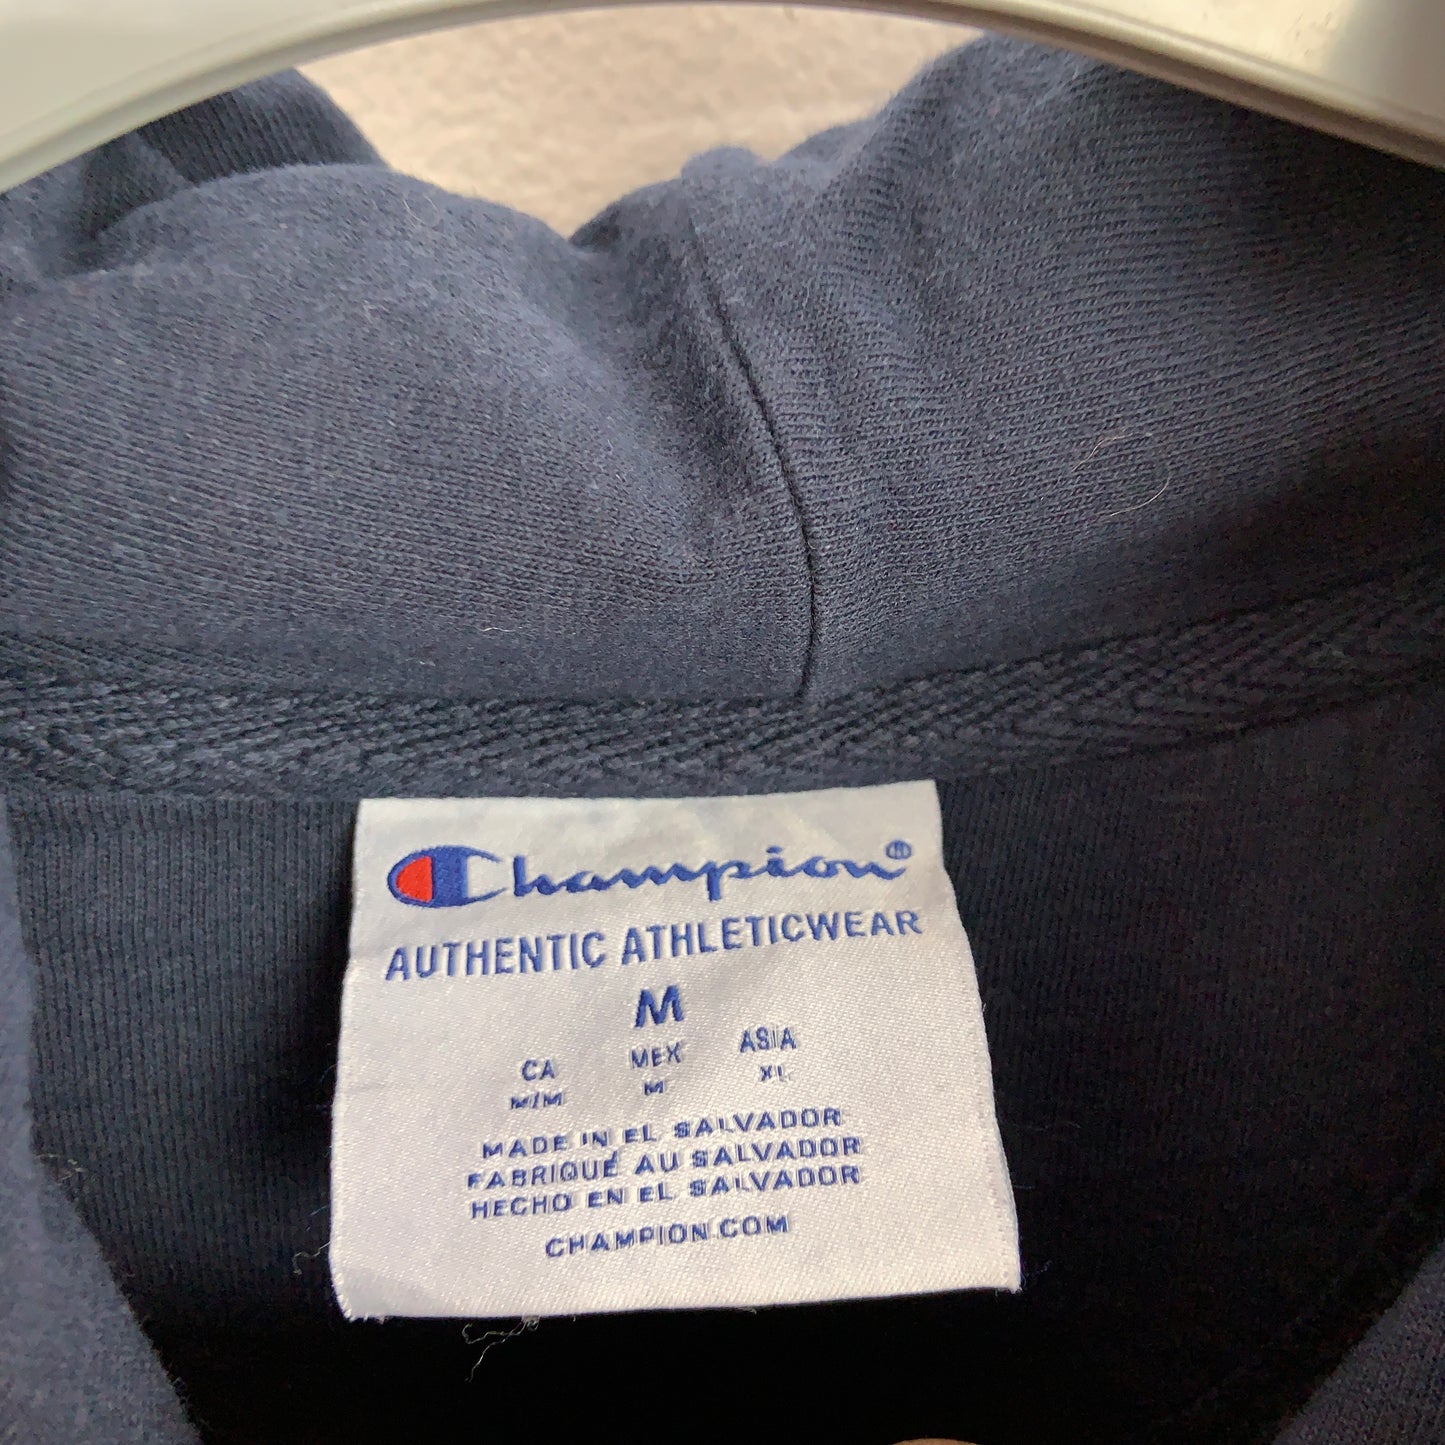 Champion®
AUTHENTIC ATHLETICWEAR
M
CA MEX ASIA
M/M M XL
MADE IN EL SALVADOR
FABRIQUÉ AU SALVADOR
HECHO EN EL SALVADOR
CHAMPION.COM